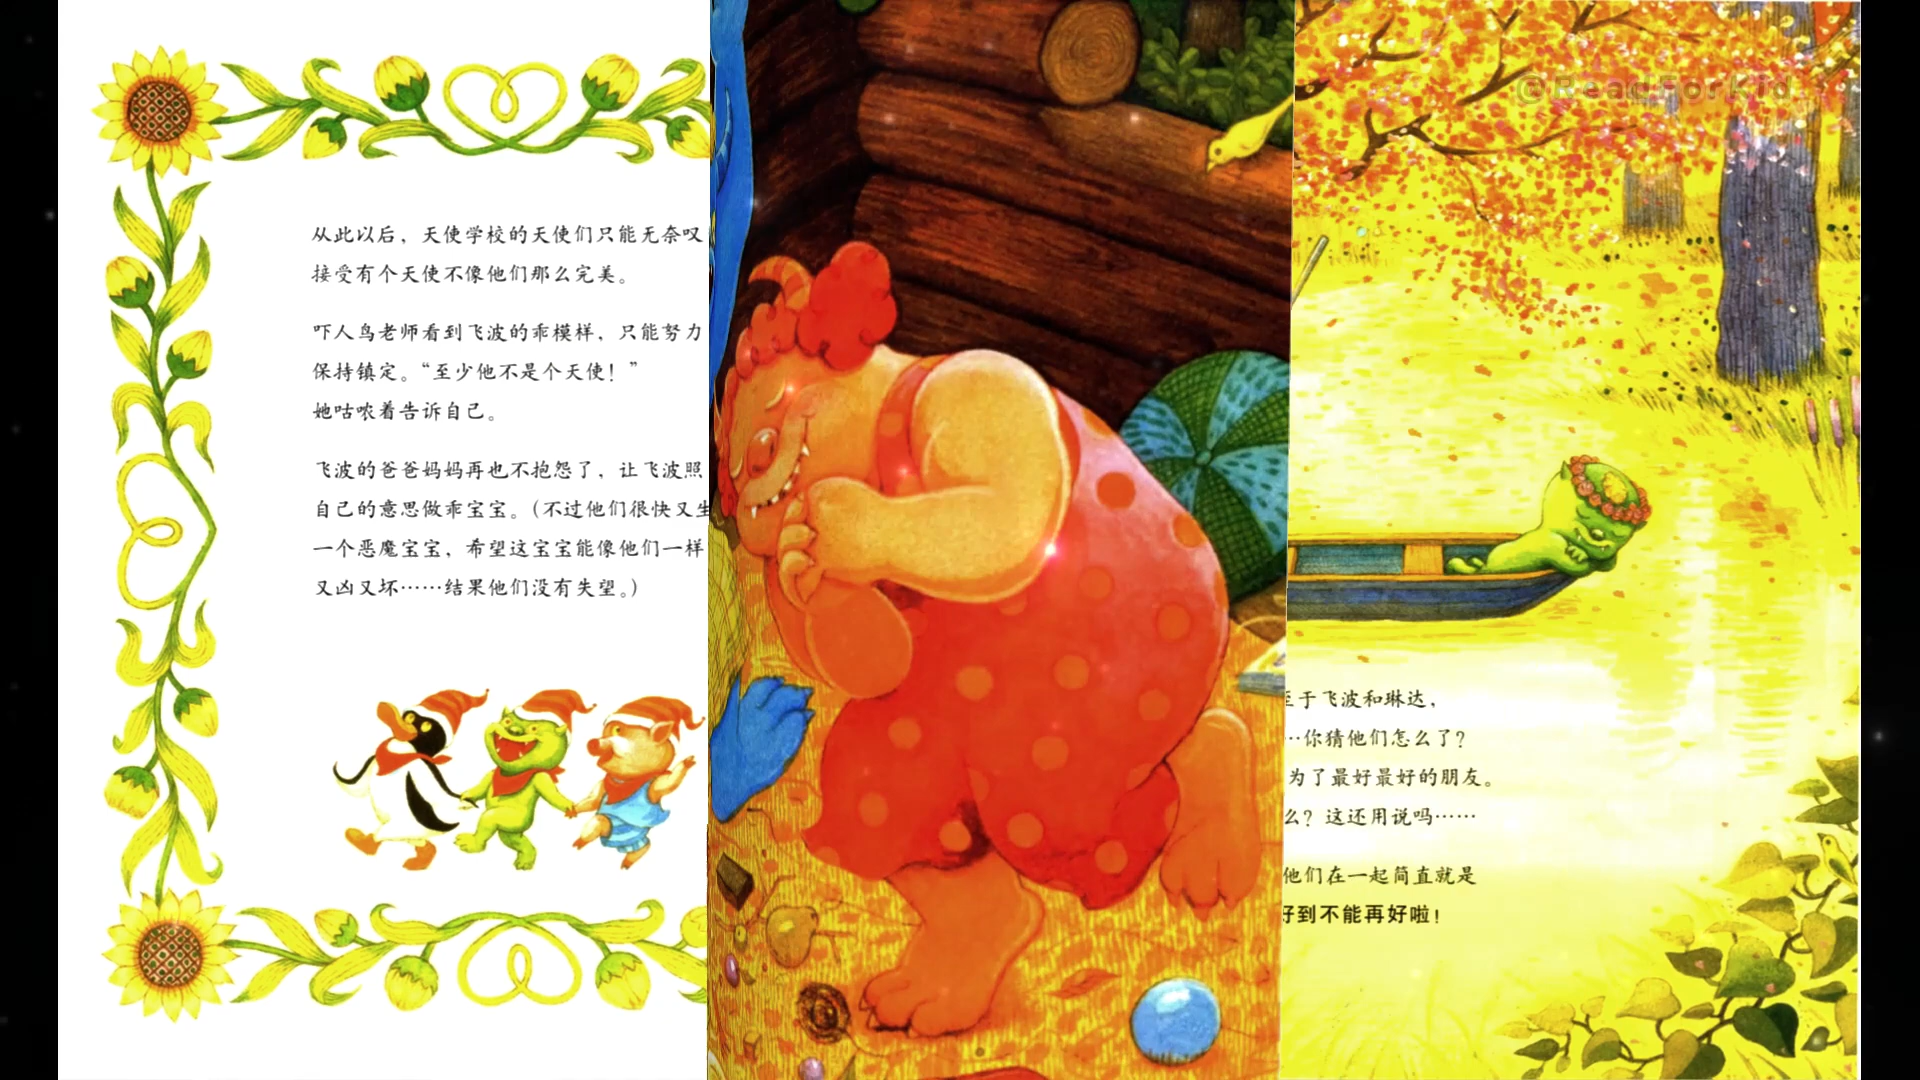 从此以后，天使学校的天使们只能无奈叹
接受有个天使不像他们那么完美。
吓人鸟老师看到飞波的乖模样，只能努力
保持镇定。“至少他不是个天使！”
她咕哝着告诉自己。
飞波的爸爸妈妈再也不抱怨了，让飞波照
自己的意思做乖宝宝。（不过他们很快又生
一个恶魔宝宝，希望这宝宝能像他们一样
又凶又坏……结果他们没有失望。）
©ReadForKid
至于飞波和琳达，
…你猜他们怎么了？
为了最好最好的朋友。
么？这还用说吗……
他们在一起简直就是
好到不能再好啦！